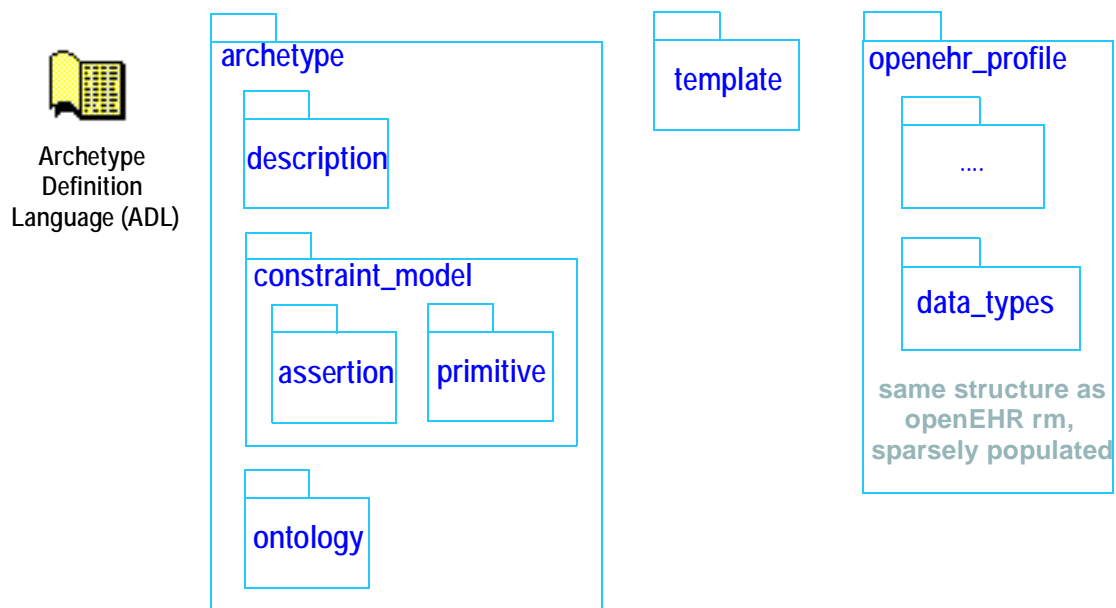 Archetype
Definition
Language (ADL)
archetype
description
constraint_model
assertion
primitive
ontology
template
openehr_profile
....
data_types
same structure as
openEHR rm,
sparsely populated